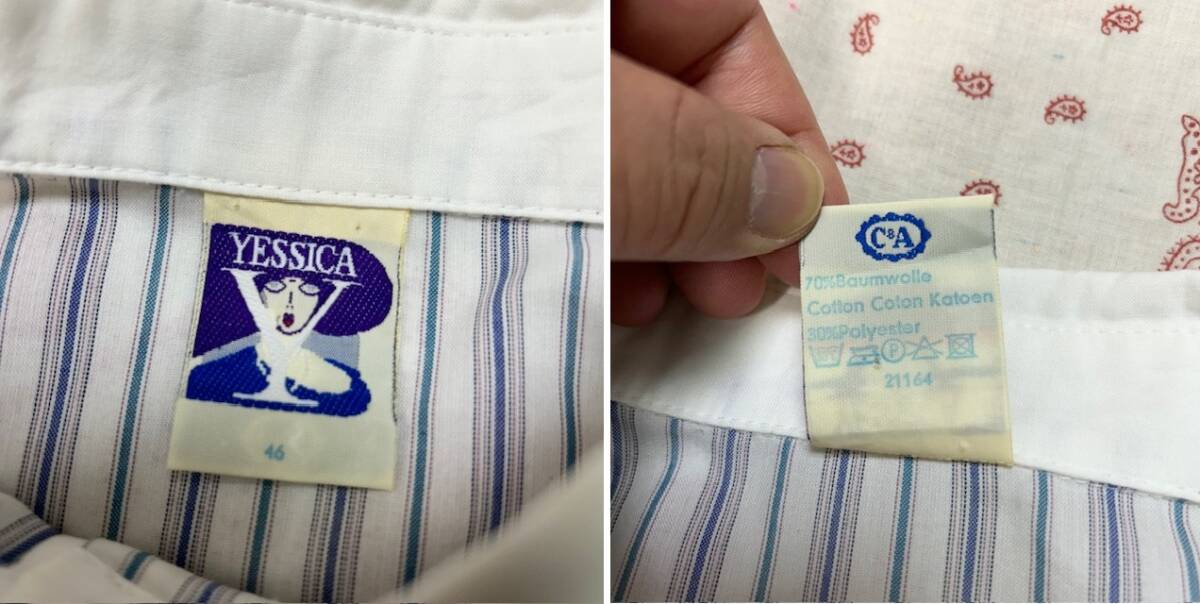 YESSICA
Y
46
C&A
70%Baumwolle
Cotton Coton Katoen
30%Polyester
P
21164